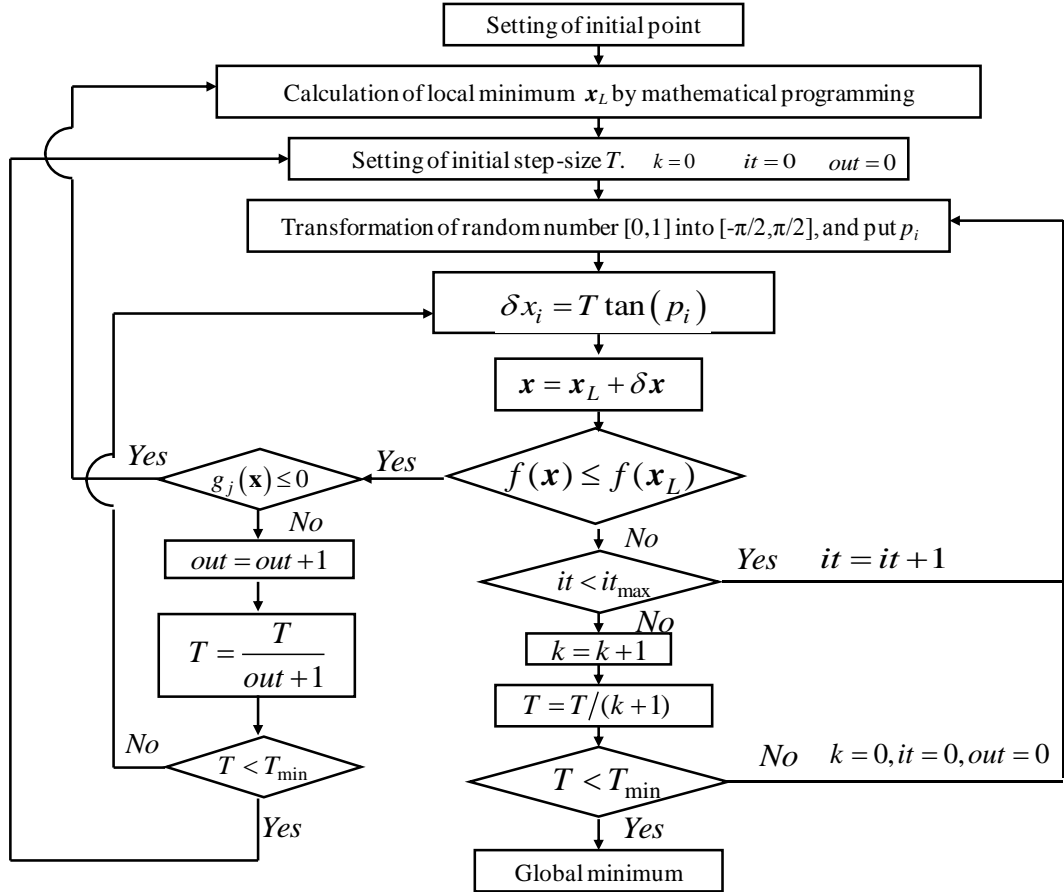 Setting of initial point
Calculation of local minimum x_L by mathematical programming
Setting of initial step-size T. k = 0 it = 0 out = 0
Transformation of random number [0,1] into [-π/2,π/2], and put p_i
δx_i = T tan(p_i)
x = x_L + δx
f(x) ≤ f(x_L)
Yes
g_j(x) ≤ 0
Yes
No
out = out + 1
T = T/(out + 1)
T < T_min
No
Yes
No
it < it_max
Yes it = it + 1
No
k = k + 1
T = T/(k + 1)
T < T_min
No k = 0, it = 0, out = 0
Yes
Global minimum